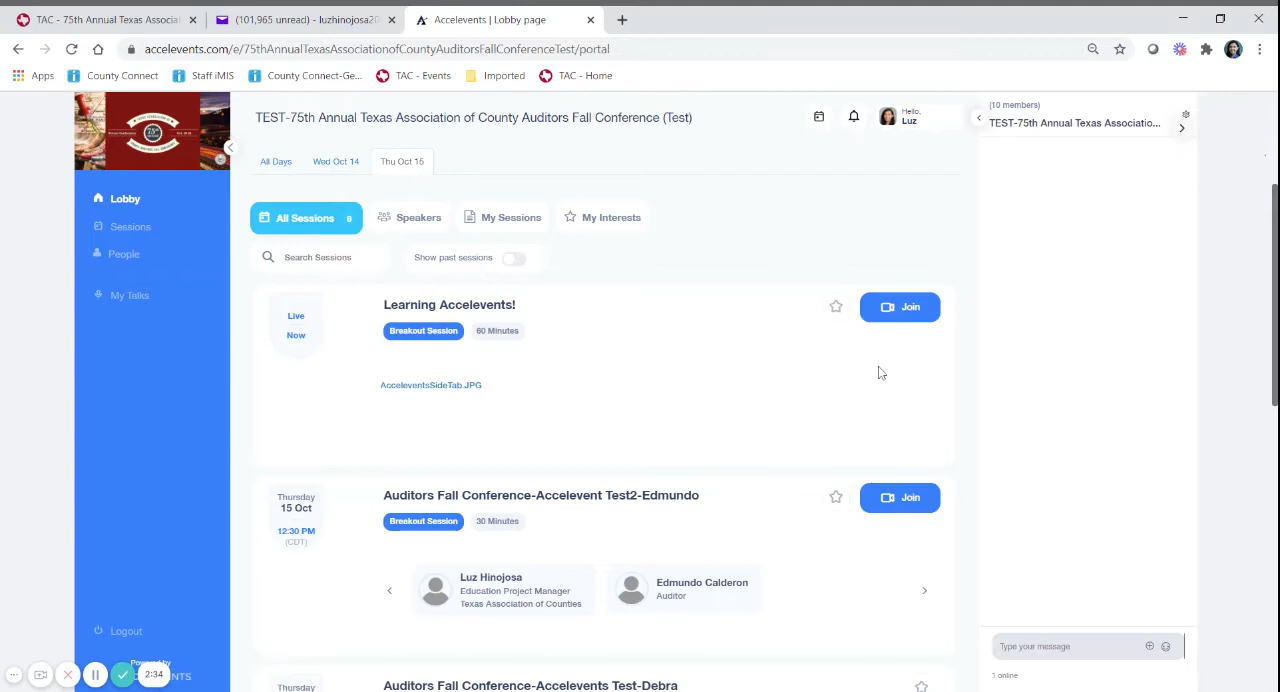 TAC - 75th Annual Texas Associat
(101,965 unread) - luzhinojosa20
Accelevents | Lobby page
accelevents.com/e/75thAnnualTexasAssociationofCountyAuditorsFallConferenceTest/portal
Apps
County Connect
Staff iMIS
County Connect-Ge...
TAC - Events
Imported
TAC - Home
TEST-75th Annual Texas Association of County Auditors Fall Conference (Test)
Hello,
Luz
(10 members)
TEST-75th Annual Texas Associatio...
All Days
Wed Oct 14
Thu Oct 15
Lobby
Sessions
People
My Talks
Logout
Powered by
All Sessions 6
Speakers
My Sessions
My Interests
Search Sessions
Show past sessions
Live
Now
Learning Accelevents!
Breakout Session
60 Minutes
Join
AcceleventsSideTab.JPG
Thursday
15 Oct
12:30 PM
(CDT)
Auditors Fall Conference-Accelevent Test2-Edmundo
Breakout Session
30 Minutes
Join
Luz Hinojosa
Education Project Manager
Texas Association of Counties
Edmundo Calderon
Auditor
Thursday
Auditors Fall Conference-Accelevents Test-Debra
Type your message
1 online
2:34